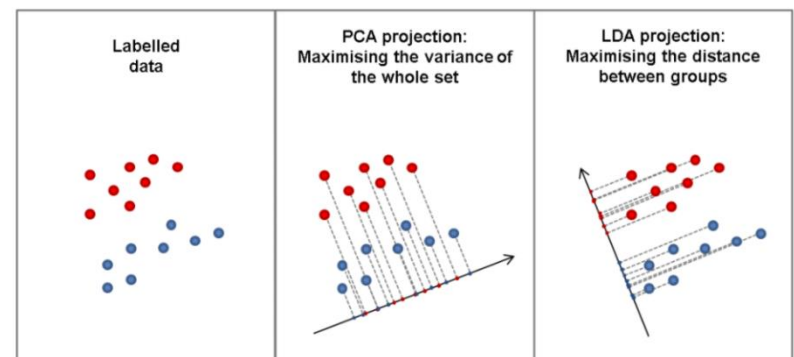 Labelled
data
PCA projection:
Maximising the variance of
the whole set
LDA projection:
Maximising the distance
between groups